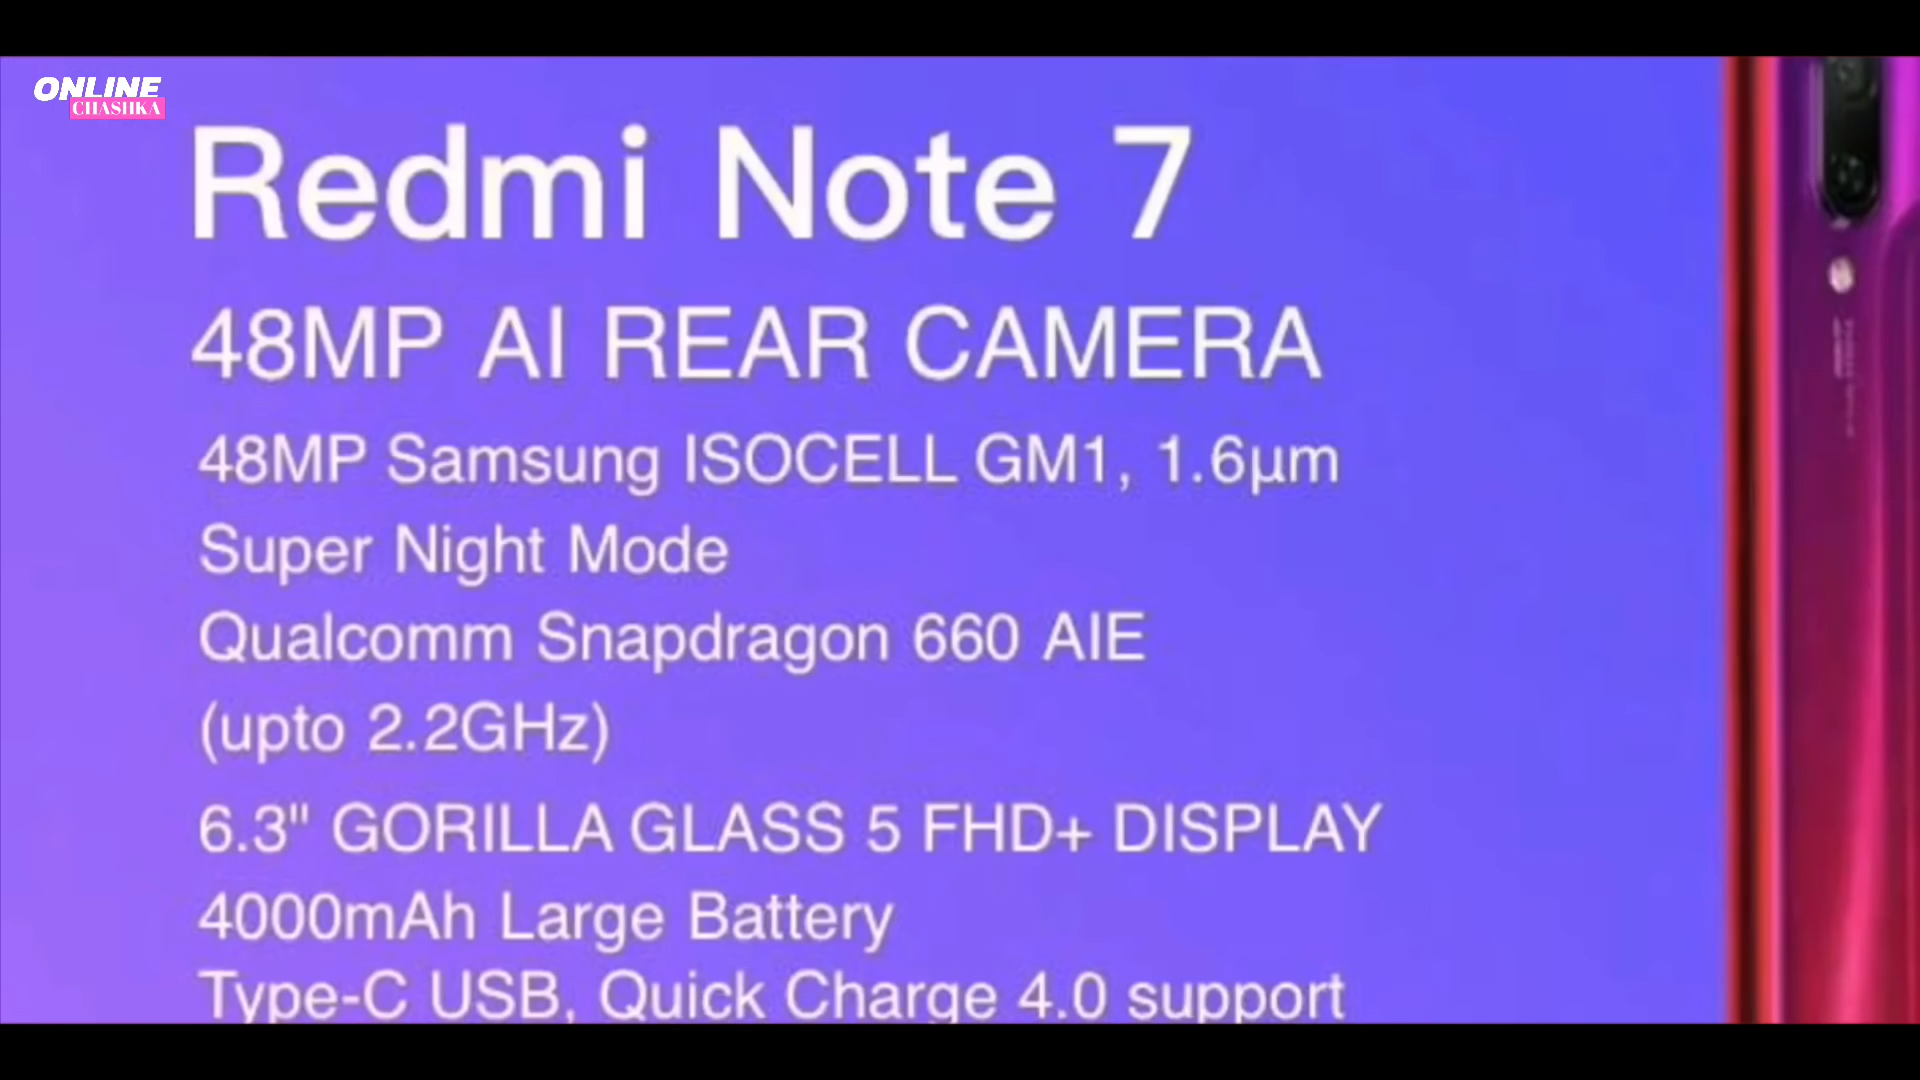 ONLINE
CHASHKA
Redmi Note 7
48MP AI REAR CAMERA
48MP Samsung ISOCELL GM1, 1.6µm
Super Night Mode
Qualcomm Snapdragon 660 AIE
(upto 2.2GHz)
6.3" GORILLA GLASS 5 FHD+ DISPLAY
4000mAh Large Battery
Type-C USB, Quick Charge 4.0 support